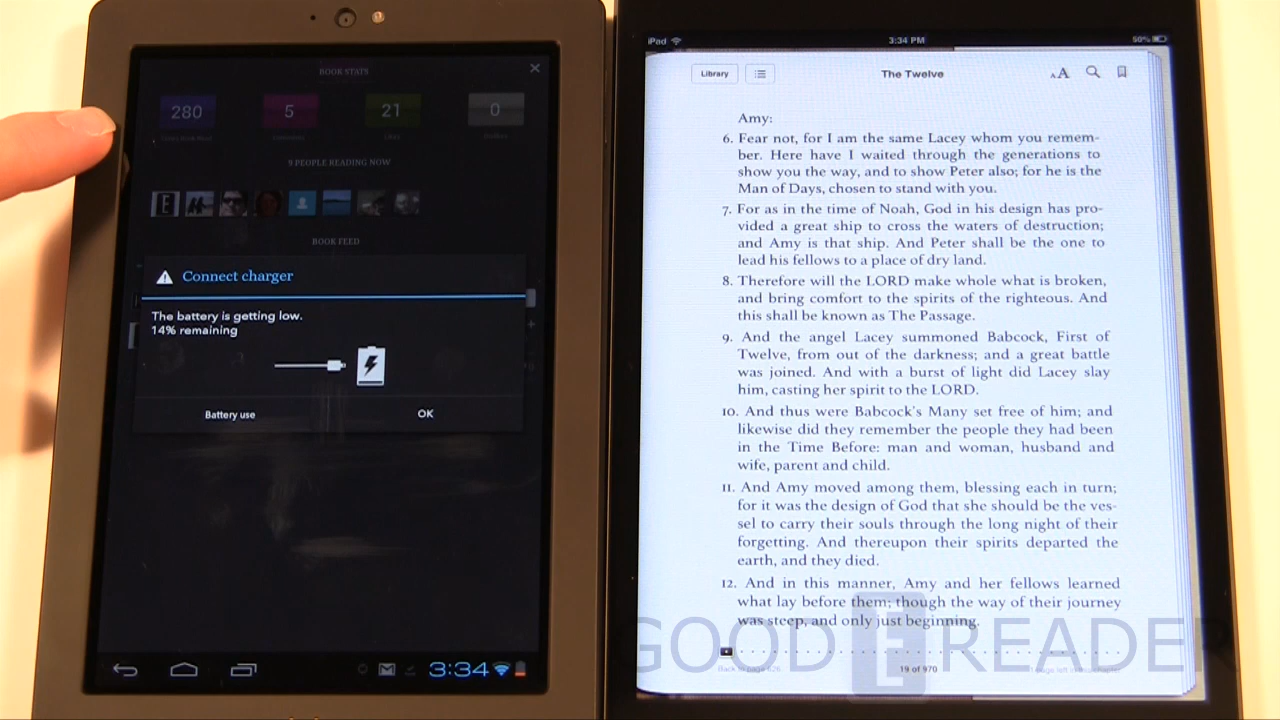 BOOK STATS
280
5
21
0
9 PEOPLE READING NOW
BOOK FEED
Connect charger
The battery is getting low.
14% remaining
Battery use
OK
3:34
iPad
3:34 PM
50%
Library
The Twelve
AA
Amy:
6. Fear not, for I am the same Lacey whom you remem-
ber. Here have I waited through the generations to
show you the way, and to show Peter also; for he is the
Man of Days, chosen to stand with you.
7. For as in the time of Noah, God in his design has pro-
vided a great ship to cross the waters of destruction;
and Amy is that ship. And Peter shall be the one to
lead his fellows to a place of dry land.
8. Therefore will the LORD make whole what is broken,
and bring comfort to the spirits of the righteous. And
this shall be known as The Passage.
9. And the angel Lacey summoned Babcock, First of
Twelve, from out of the darkness; and a great battle
was joined. And with a burst of light did Lacey slay
him, casting her spirit to the LORD.
10. And thus were Babcock's Many set free of him; and
likewise did they remember the people they had been
in the Time Before: man and woman, husband and
wife, parent and child.
11. And Amy moved among them, blessing each in turn;
for it was the design of God that she should be the ves-
sel to carry their souls through the long night of their
forgetting. And thereupon their spirits departed the
earth, and they died.
12. And in this manner, Amy and her fellows learned
what lay before them; though the way of their journey
was steep, and only just beginning.
GOOD E READER
Back to page 626
19 of 970